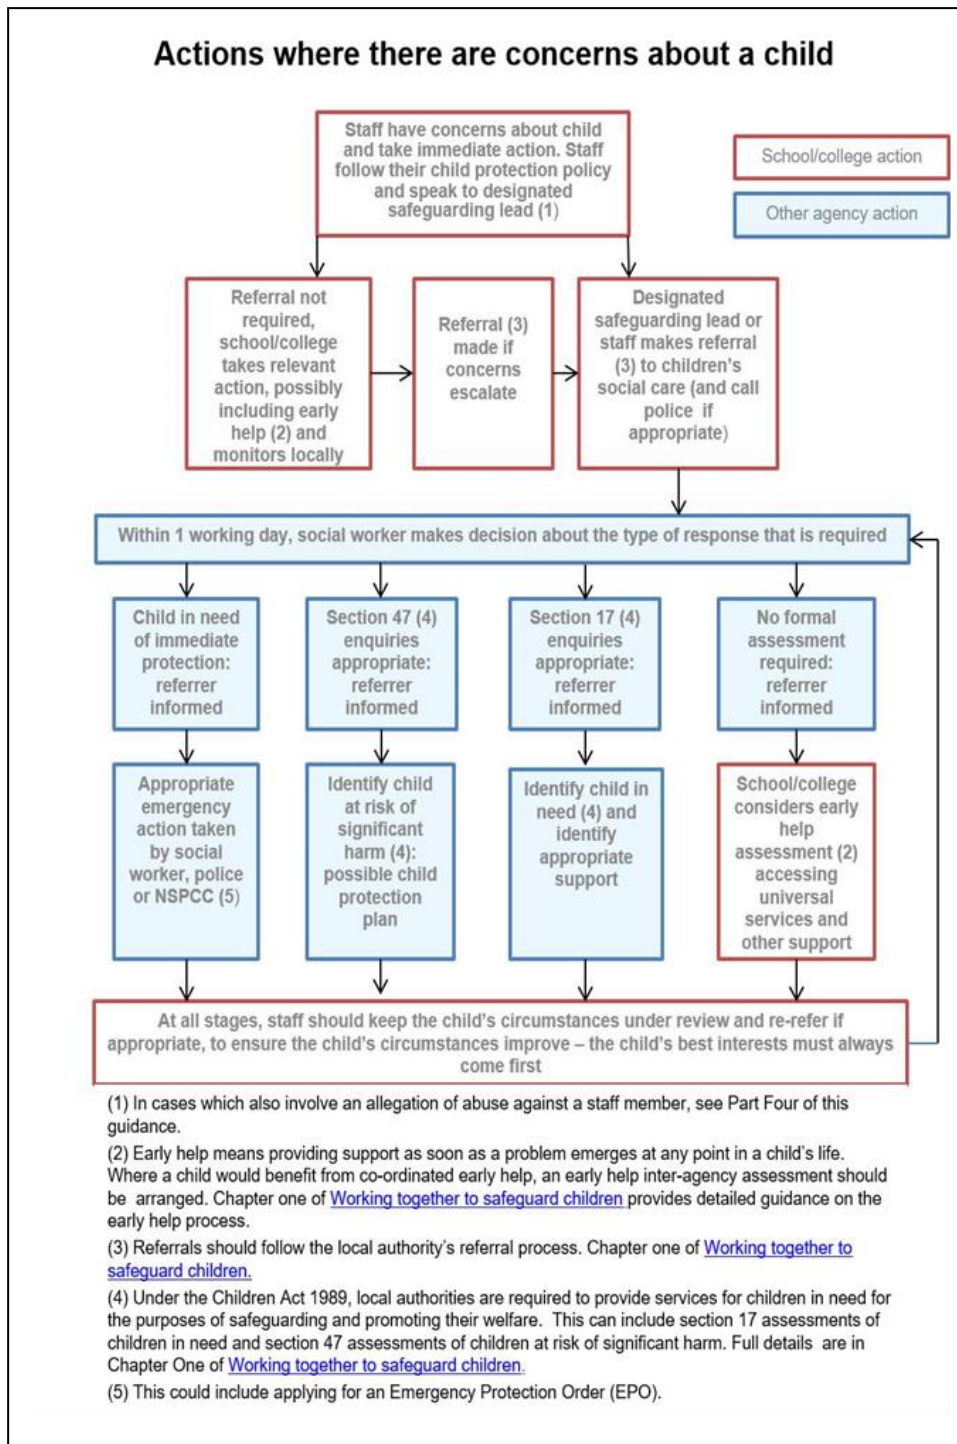 Actions where there are concerns about a child
Staff have concerns about child
and take immediate action. Staff
follow their child protection policy
and speak to designated
safeguarding lead (1)
School/college action
Other agency action
Referral not
required,
school/college
takes relevant
action, possibly
including early
help (2) and
monitors locally
Referral (3)
made if
concerns
escalate
Designated
safeguarding lead or
staff makes referral
(3) to children's
social care (and call
police if
appropriate)
Within 1 working day, social worker makes decision about the type of response that is required
Child in need
of immediate
protection:
referrer
informed
Section 47 (4)
enquiries
appropriate:
referrer
informed
Section 17 (4)
enquiries
appropriate:
referrer
informed
No formal
assessment
required:
referrer
informed
Appropriate
emergency
action taken
by social
worker, police
or NSPCC (5)
Identify child
at risk of
significant
harm (4):
possible child
protection
plan
Identify child in
need (4) and
identify
appropriate
support
School/college
considers early
help
assessment (2)
accessing
universal
services and
other support
At all stages, staff should keep the child's circumstances under review and re-refer if
appropriate, to ensure the child's circumstances improve – the child's best interests must always
come first
(1) In cases which also involve an allegation of abuse against a staff member, see Part Four of this
guidance.
(2) Early help means providing support as soon as a problem emerges at any point in a child's life.
Where a child would benefit from co-ordinated early help, an early help inter-agency assessment should
be arranged. Chapter one of Working together to safeguard children provides detailed guidance on the
early help process.
(3) Referrals should follow the local authority's referral process. Chapter one of Working together to
safeguard children.
(4) Under the Children Act 1989, local authorities are required to provide services for children in need for
the purposes of safeguarding and promoting their welfare. This can include section 17 assessments of
children in need and section 47 assessments of children at risk of significant harm. Full details are in
Chapter One of Working together to safeguard children.
(5) This could include applying for an Emergency Protection Order (EPO).